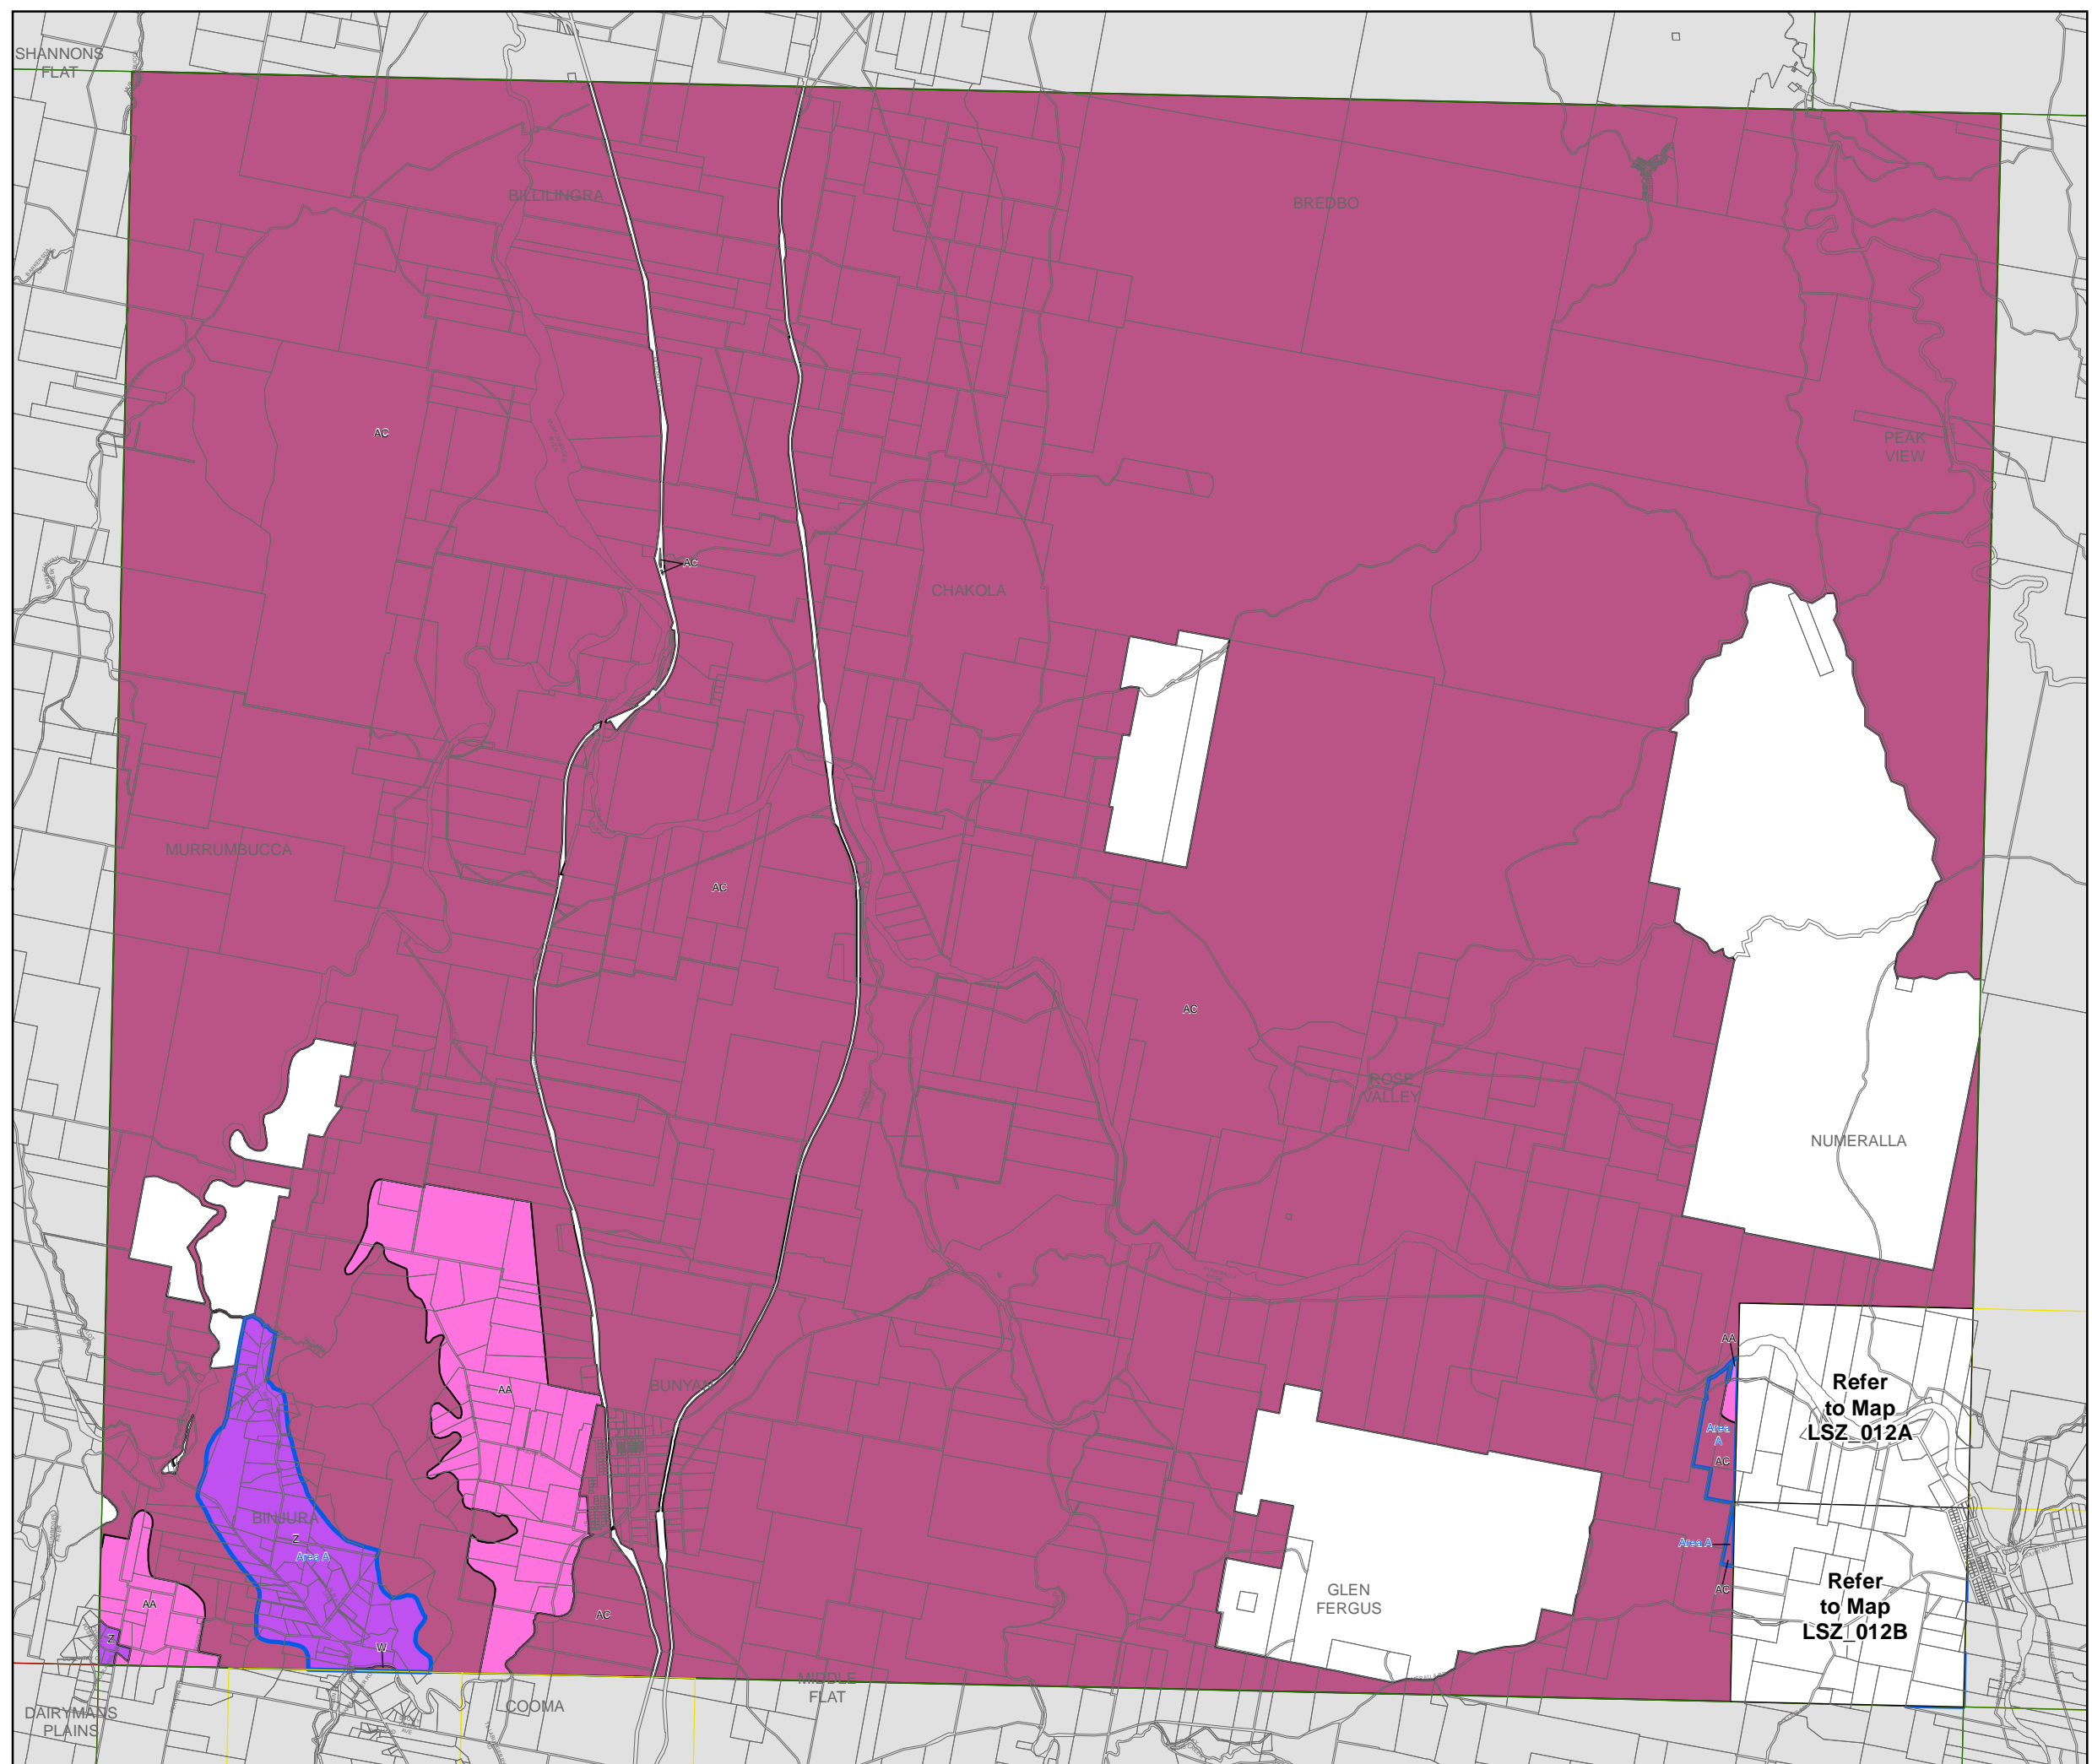 SHANNONS
FLAT
BILLILINGRA
BREDBO
AC
PEAK
VIEW
AC
CHAKOLA
MURRUMBUCCA
AC
AC
ROSE
VALLEY
NUMERALLA
AA
Refer
to Map
LSZ_012A
AA
BUNYAN
Area
A
AC
BINJURA
Z
Area A
Area A
AC
Refer
to Map
LSZ_012B
GLEN
FERGUS
AA
AC
Z
W
MIDDLE
FLAT
COOMA
DAIRYMANS
PLAINS